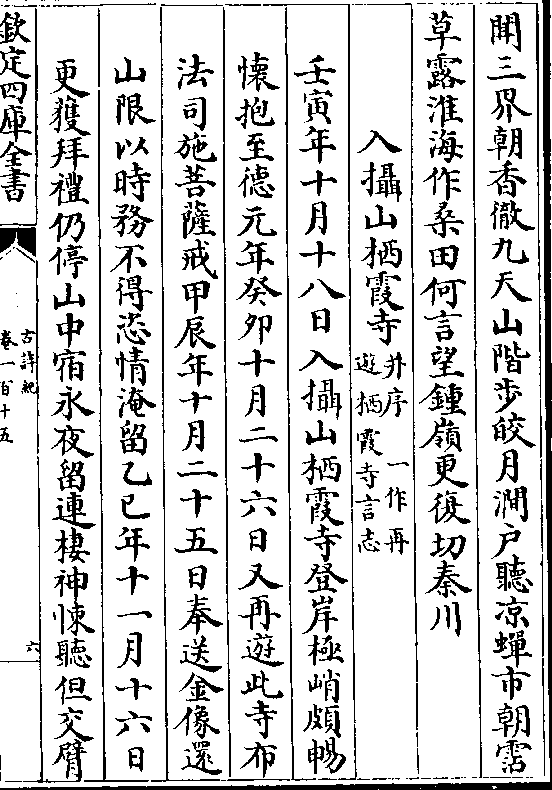 聞三界朝香徹九天山階步皎月澗户聽凉蟬市朝霑
草露淮海作桑田何言望鍾嶺更復切秦川
入攝山栖霞寺并序一作再遊栖霞寺言志
壬寅年十月十八日入攝山栖霞寺登岸極峭頗暢
懷抱至德元年癸卯十月二十六日又再遊此寺布
法司施菩薩戒甲辰年十月二十五日奉送金像還
山限以時務不得恣情淹留乙巳年十一月十六日
更獲拜禮仍停山中宿永夜留連棲神悚聽但交臂
欽定四庫全書
古詩紀
卷一百十五
六